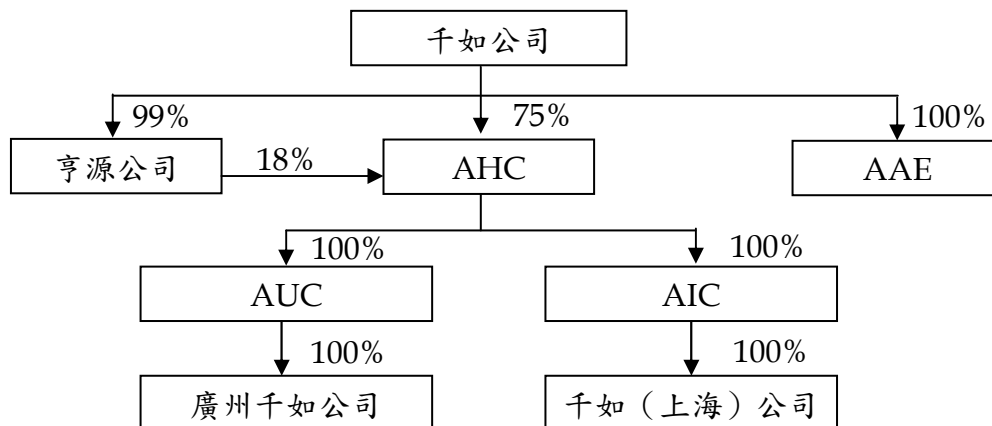 千如公司
99%
75%
100%
亨源公司
18%
AHC
AAE
100%
100%
AUC
AIC
100%
100%
廣州千如公司
千如（上海）公司